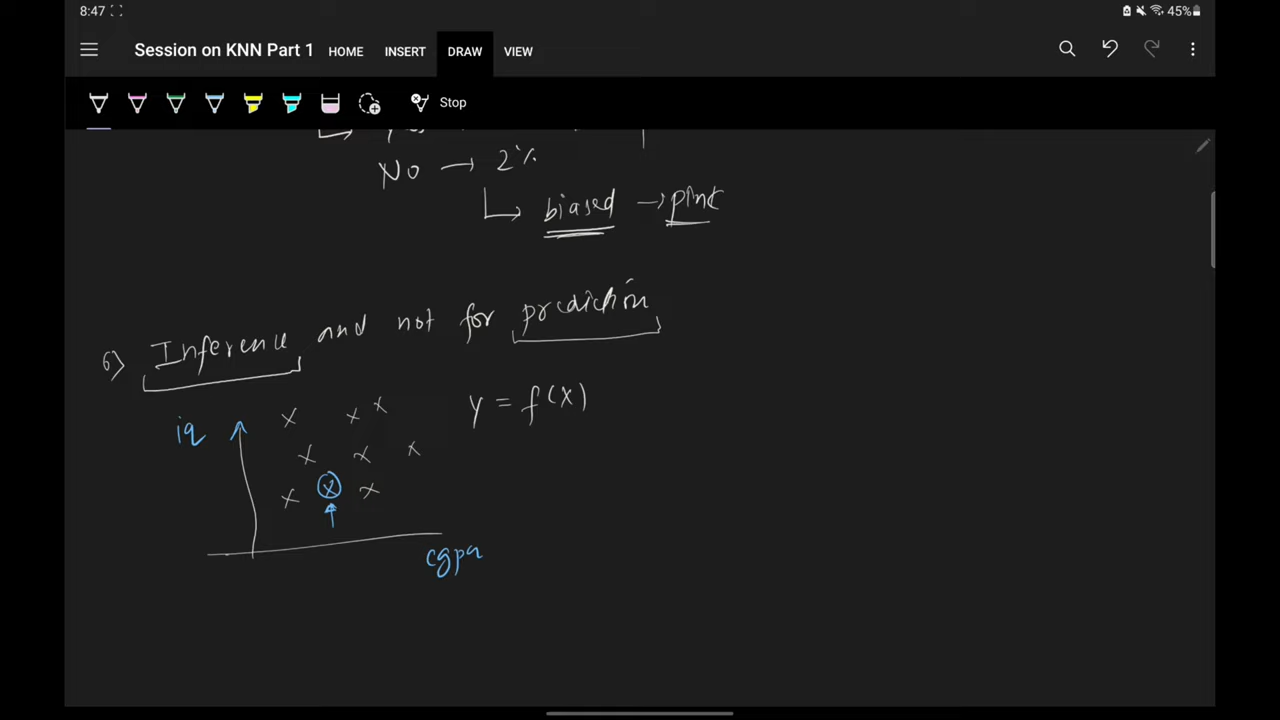 8:47
45%
Session on KNN Part 1 HOME INSERT DRAW VIEW
Stop
No → 2%
↳ biased → pint
6) Inference and not for prediction
y = f(x)
iq
cgpa